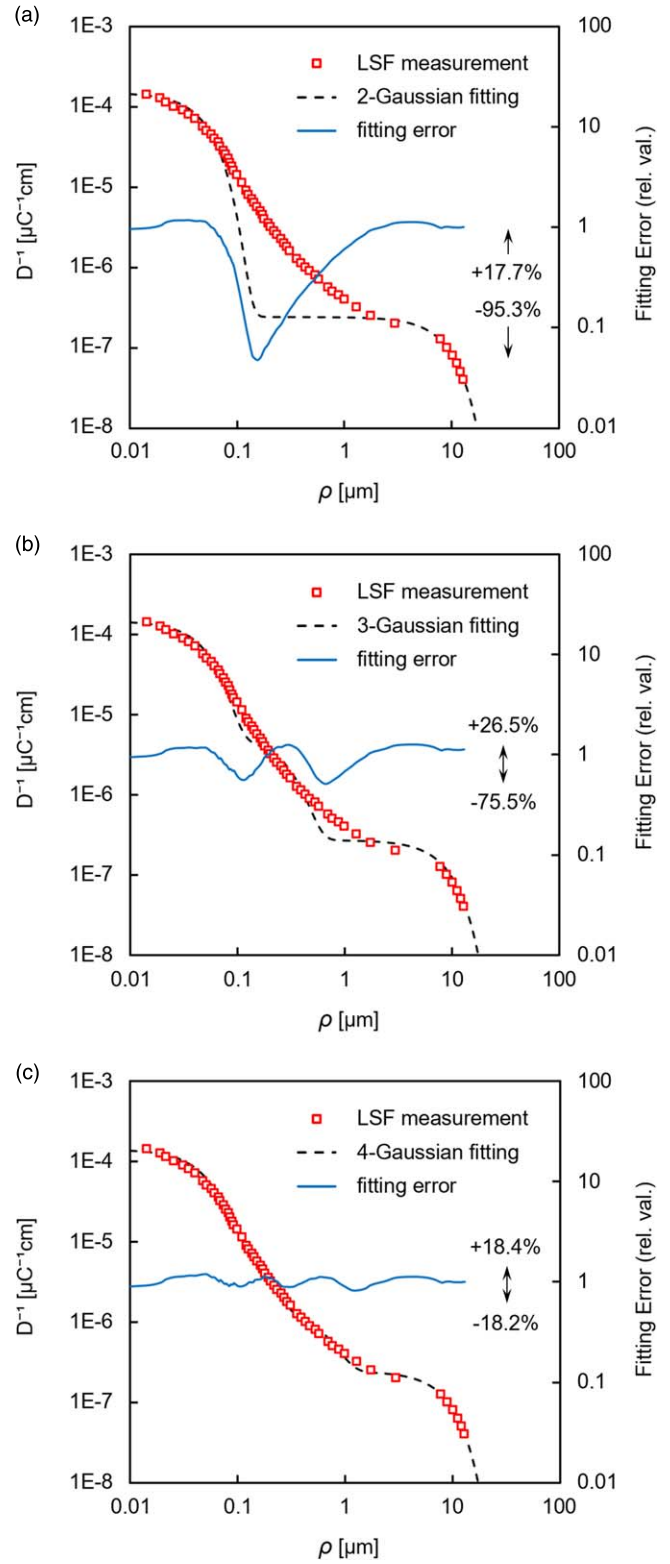 (a)
1E-3
1E-4
1E-5
1E-6
1E-7
1E-8
D⁻¹ [µC⁻¹cm]
LSF measurement
2-Gaussian fitting
fitting error
+17.7%
-95.3%
100
10
1
0.1
0.01
Fitting Error (rel. val.)
0.01 0.1 1 10 100
ρ [µm]
(b)
1E-3
1E-4
1E-5
1E-6
1E-7
1E-8
D⁻¹ [µC⁻¹cm]
LSF measurement
3-Gaussian fitting
fitting error
+26.5%
-75.5%
100
10
1
0.1
0.01
Fitting Error (rel. val.)
0.01 0.1 1 10 100
ρ [µm]
(c)
1E-3
1E-4
1E-5
1E-6
1E-7
1E-8
D⁻¹ [µC⁻¹cm]
LSF measurement
4-Gaussian fitting
fitting error
+18.4%
-18.2%
100
10
1
0.1
0.01
Fitting Error (rel. val.)
0.01 0.1 1 10 100
ρ [µm]